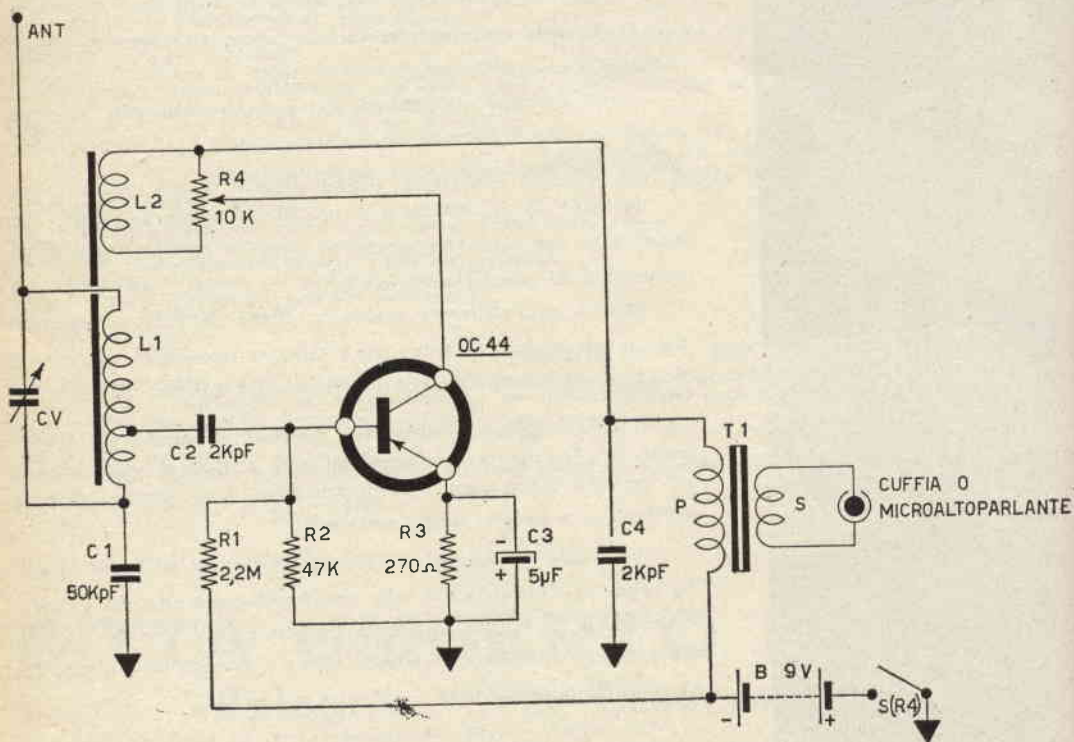 ANT
L2
R4
10 K
L1
OC 44
CV
C2 2KpF
T 1
P
S
CUFFIA O
MICROALTOPARLANTE
C1
50KpF
R1
2,2M
R2
47K
R3
270Ω
-
C3
+
5µF
C4
2KpF
B 9V
-
+
S(R4)